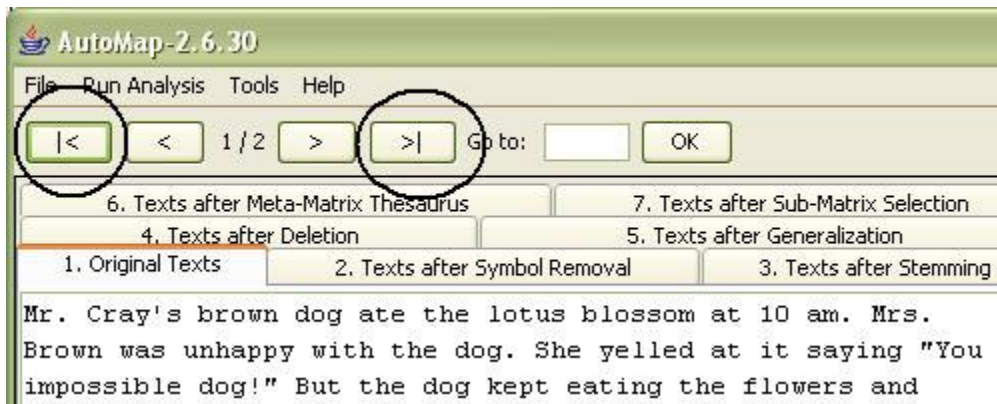 AutoMap-2.6.30
File Run Analysis Tools Help
|< < 1 / 2 > >| Go to: OK
6. Texts after Meta-Matrix Thesaurus 7. Texts after Sub-Matrix Selection
4. Texts after Deletion 5. Texts after Generalization
1. Original Texts 2. Texts after Symbol Removal 3. Texts after Stemming
Mr. Cray's brown dog ate the lotus blossom at 10 am. Mrs.
Brown was unhappy with the dog. She yelled at it saying "You
impossible dog!" But the dog kept eating the flowers and